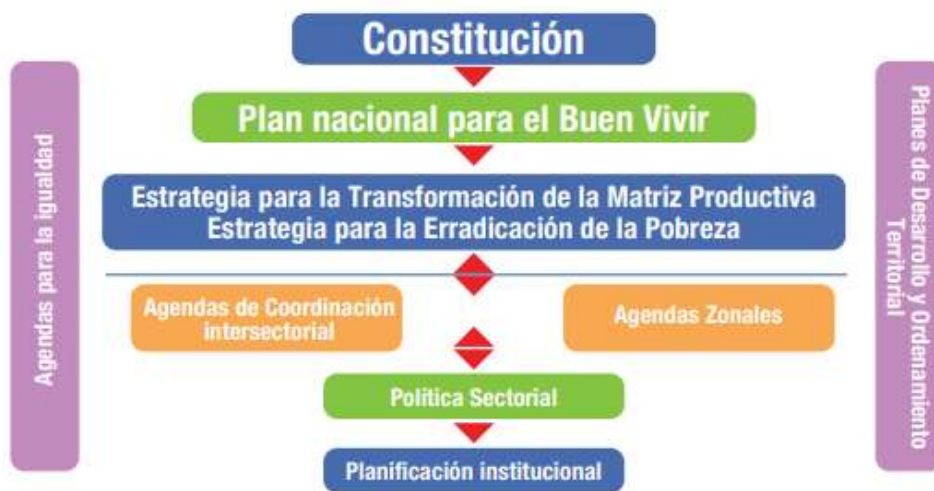 Constitución
Plan nacional para el Buen Vivir
Estrategia para la Transformación de la Matriz Productiva
Estrategia para la Erradicación de la Pobreza
Agendas de Coordinación
intersectorial
Agendas Zonales
Política Sectorial
Planificación institucional
Agendas para la igualdad
Planes de Desarrollo y Ordenamiento
Territorial